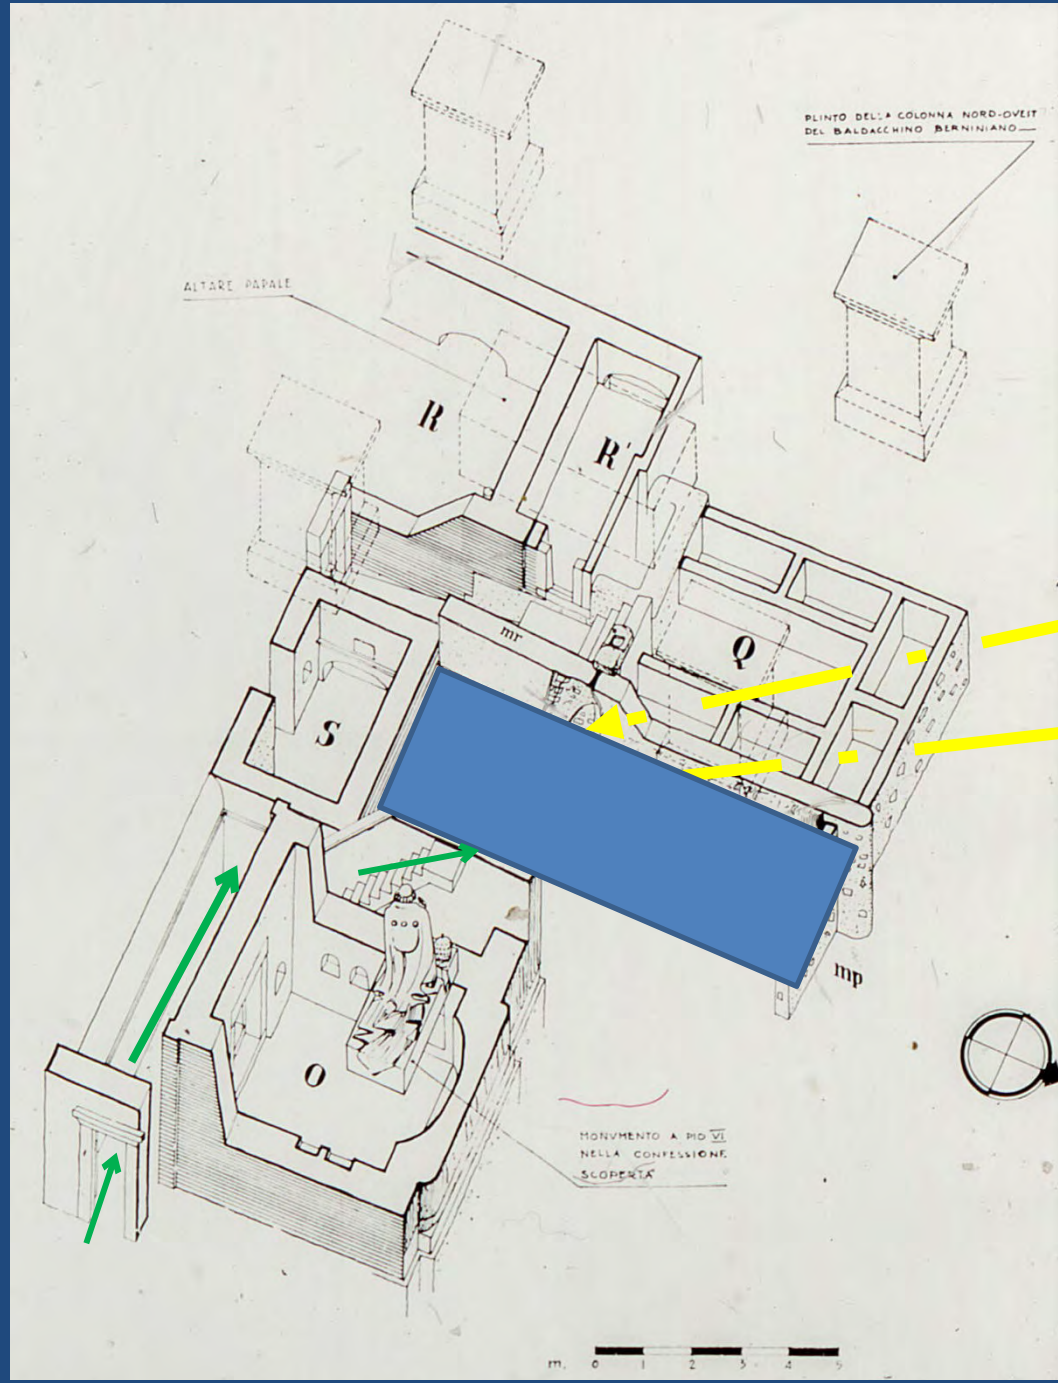 PLINTO DELLA COLONNA NORD-OVEST
DEL BALDACCHINO BERNINIANO
ALTARE PAPALE
R
R'
mr
Q
S
mp
O
MONVMENTO A PIO VI
NELLA CONFESSIONE
SCOPERTA
m. 0 1 2 3 4 5